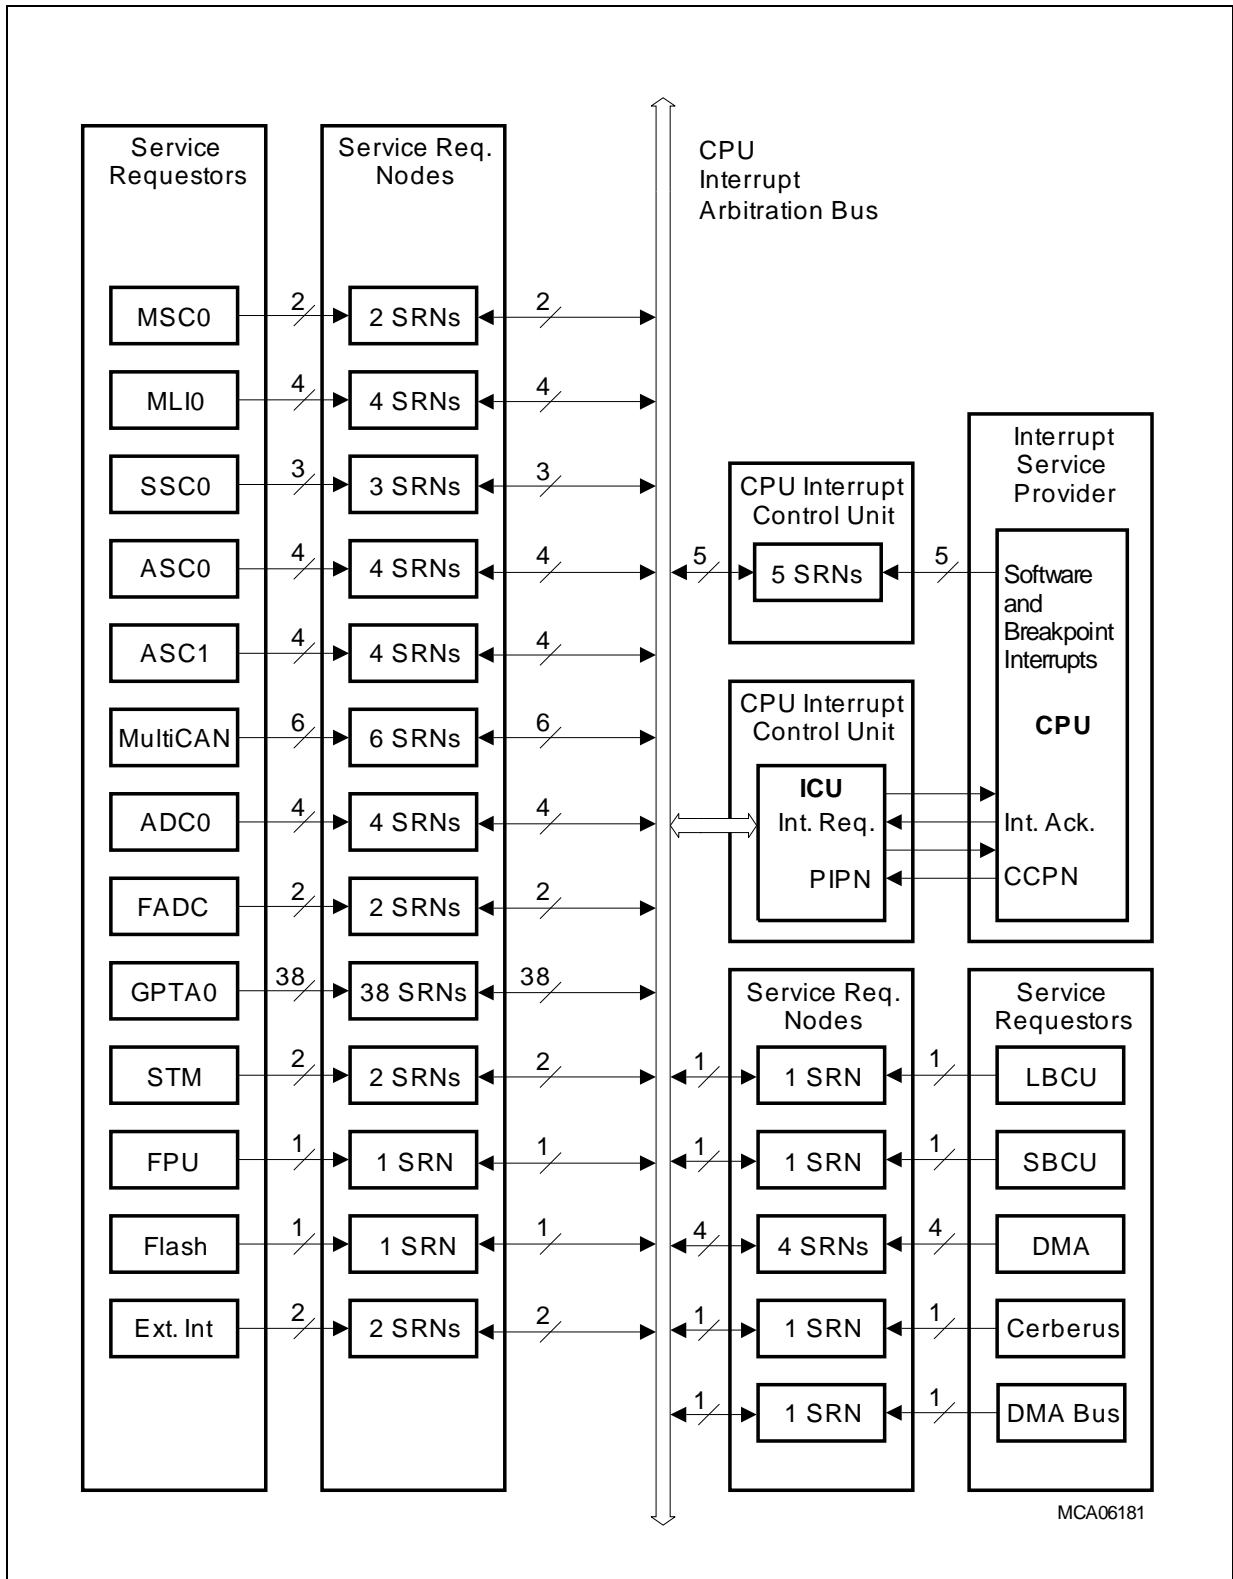 Service
Requestors
Service Req.
Nodes
CPU
Interrupt
Arbitration Bus
MSC0
2
2 SRNs
2
MLI0
4
4 SRNs
4
SSC0
3
3 SRNs
3
ASC0
4
4 SRNs
4
ASC1
4
4 SRNs
4
MultiCAN
6
6 SRNs
6
ADC0
4
4 SRNs
4
FADC
2
2 SRNs
2
GPTA0
38
38 SRNs
38
STM
2
2 SRNs
2
FPU
1
1 SRN
1
Flash
1
1 SRN
1
Ext. Int
2
2 SRNs
2
CPU Interrupt
Control Unit
5
5 SRNs
5
Interrupt
Service
Provider
Software
and
Breakpoint
Interrupts
CPU
CPU Interrupt
Control Unit
ICU
Int. Req.
Int. Ack.
PIPN
CCPN
Service Req.
Nodes
Service
Requestors
1
1 SRN
1
LBCU
1
1 SRN
1
SBCU
4
4 SRNs
4
DMA
1
1 SRN
1
Cerberus
1
1 SRN
1
DMA Bus
MCA06181